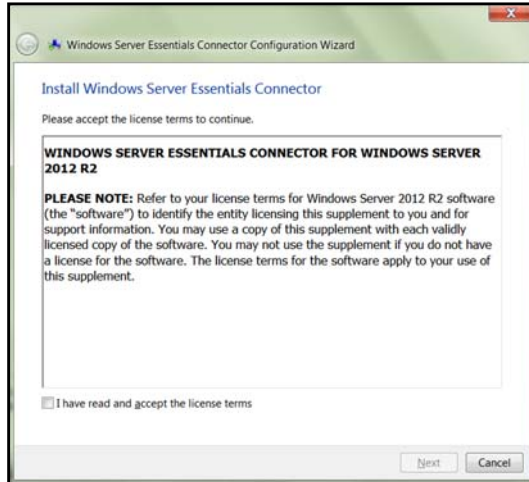 Windows Server Essentials Connector Configuration Wizard
Install Windows Server Essentials Connector
Please accept the license terms to continue.
WINDOWS SERVER ESSENTIALS CONNECTOR FOR WINDOWS SERVER
2012 R2
PLEASE NOTE: Refer to your license terms for Windows Server 2012 R2 software
(the “software”) to identify the entity licensing this supplement to you and for
support information. You may use a copy of this supplement with each validly
licensed copy of the software. You may not use the supplement if you do not have
a license for the software. The license terms for the software apply to your use of
this supplement.
I have read and accept the license terms
Next Cancel